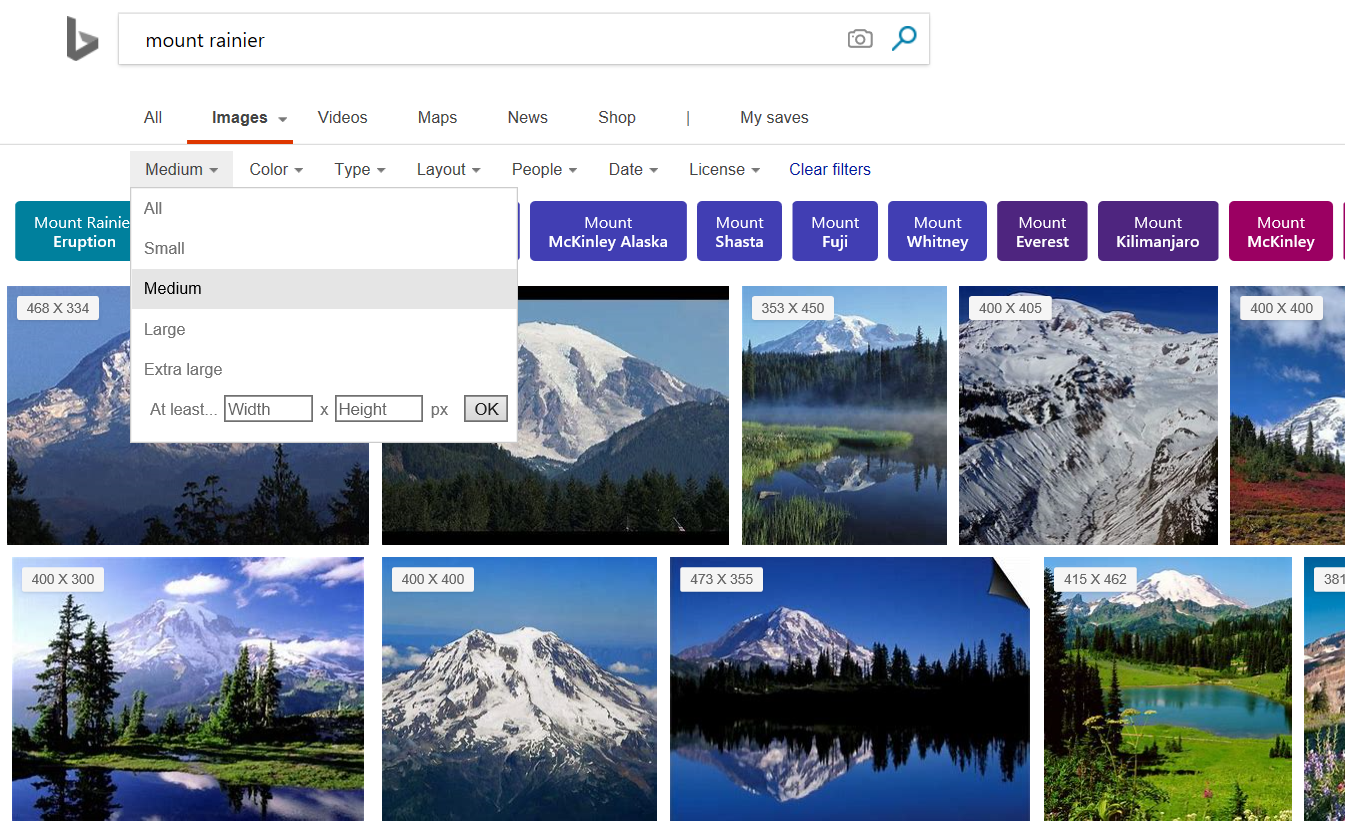 mount rainier
All Images Videos Maps News Shop | My saves
Medium Color Type Layout People Date License Clear filters
All
Small
Medium
Large
Extra large
At least... Width x Height px OK
Mount Rainie
Eruption
Mount
McKinley Alaska
Mount
Shasta
Mount
Fuji
Mount
Whitney
Mount
Everest
Mount
Kilimanjaro
Mount
McKinley
468 X 334
353 X 450
400 X 405
400 X 400
400 X 300
400 X 400
473 X 355
415 X 462
381